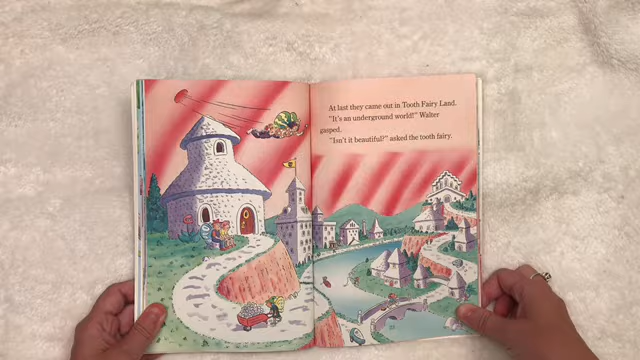 At last they came out in Tooth Fairy Land.
"It's an underground world!" Walter
gasped.
"Isn't it beautiful?" asked the tooth fairy.